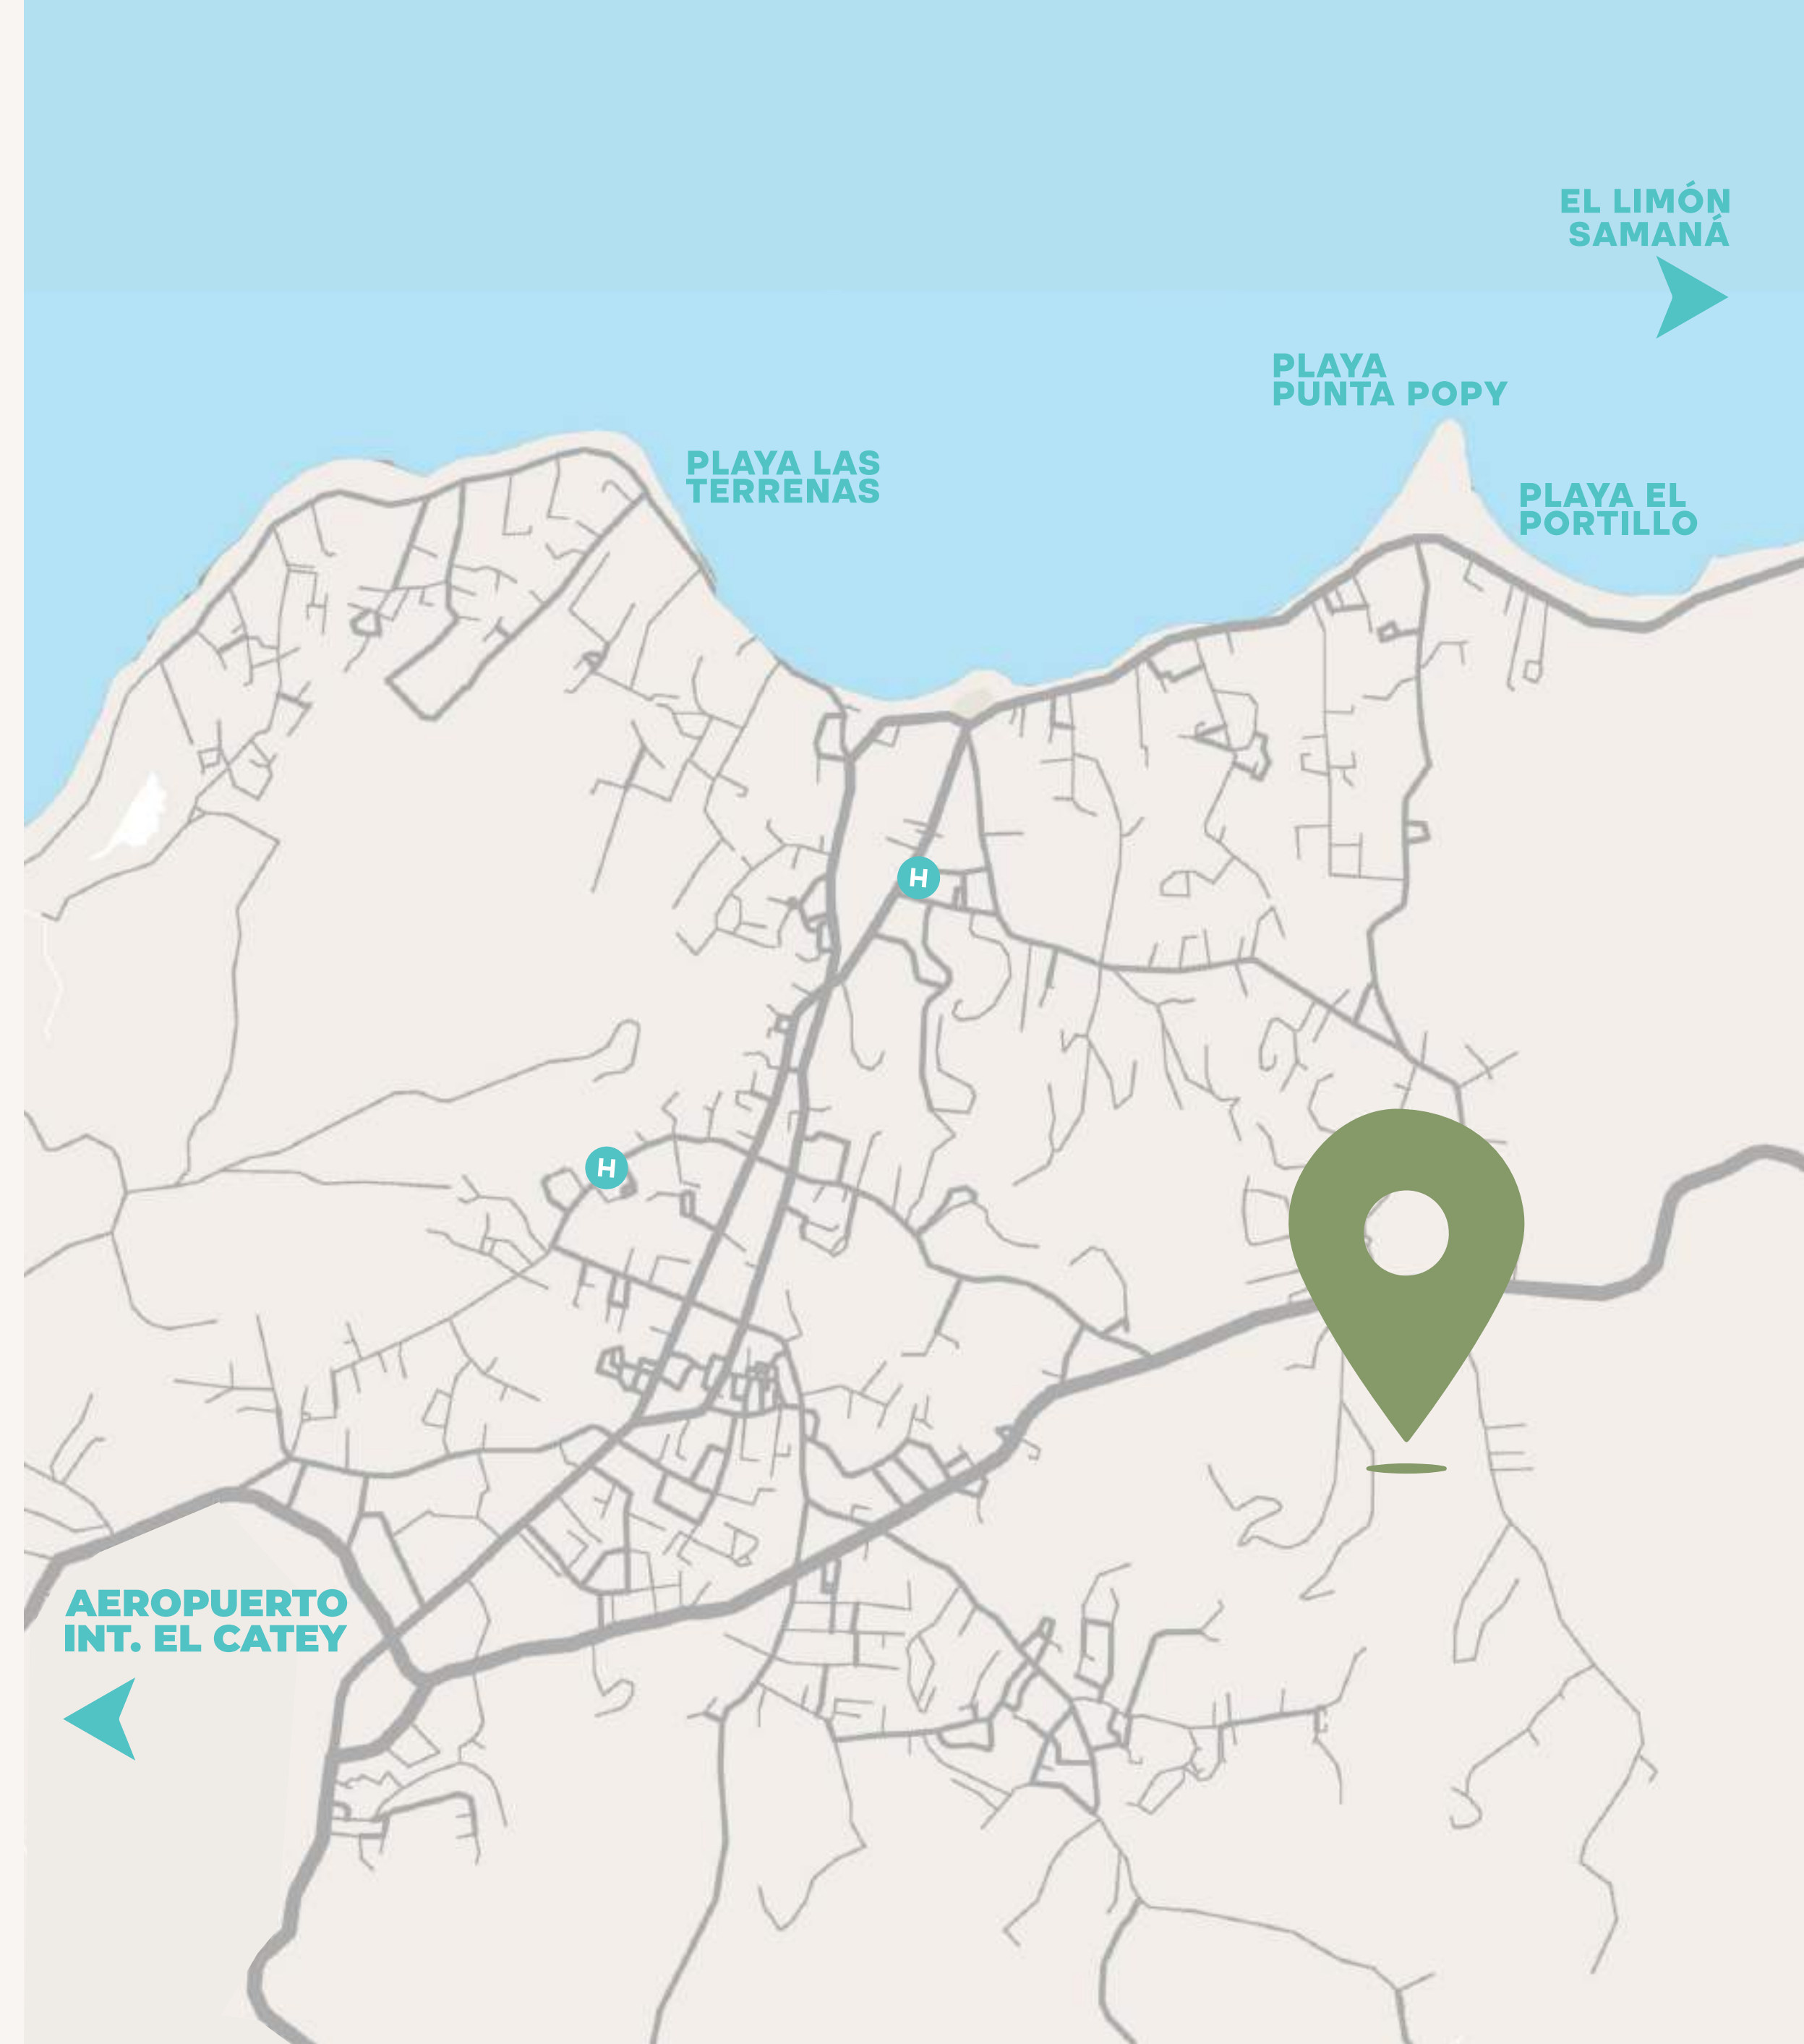 EL LIMÓN
SAMANÁ
PLAYA
PUNTA POPY
PLAYA LAS
TERRENAS
PLAYA EL
PORTILLO
H
H
AEROPUERTO
INT. EL CATEY